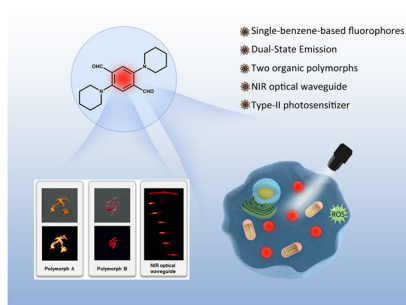 Single-benzene-based fluorophores
Dual-State Emission
Two organic polymorphs
NIR optical waveguide
Type-II photosensitizer
OHC
N
N
CHO
ROS
Polymorph A
Polymorph B
NIR optical
waveguide